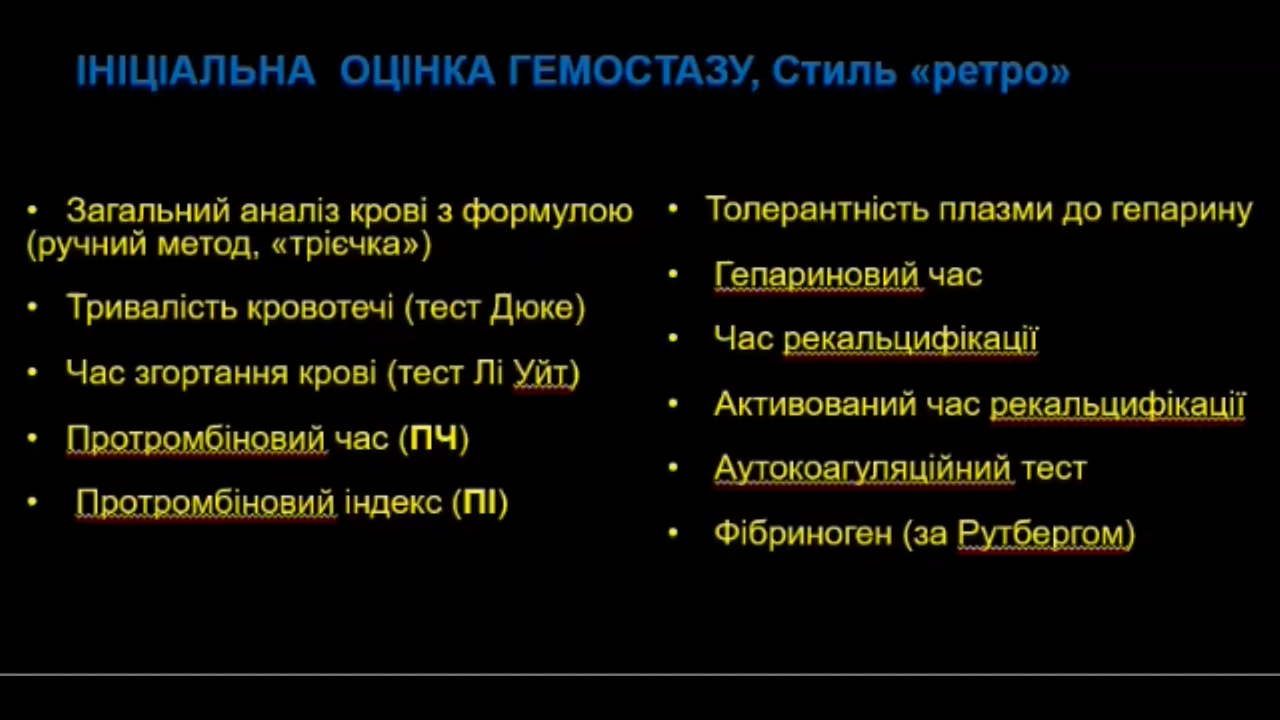 ІНІЦІАЛЬНА ОЦІНКА ГЕМОСТАЗУ, Стиль «ретро»
• Загальний аналіз крові з формулою
(ручний метод, «трієчка»)
• Тривалість кровотечі (тест Дюке)
• Час згортання крові (тест Лі Уйт)
• Протромбіновий час (ПЧ)
• Протромбіновий індекс (ПІ)
• Толерантність плазми до гепарину
• Гепариновий час
• Час рекальцифікації
• Активований час рекальцифікації
• Аутокоагуляційний тест
• Фібриноген (за Рутбергом)